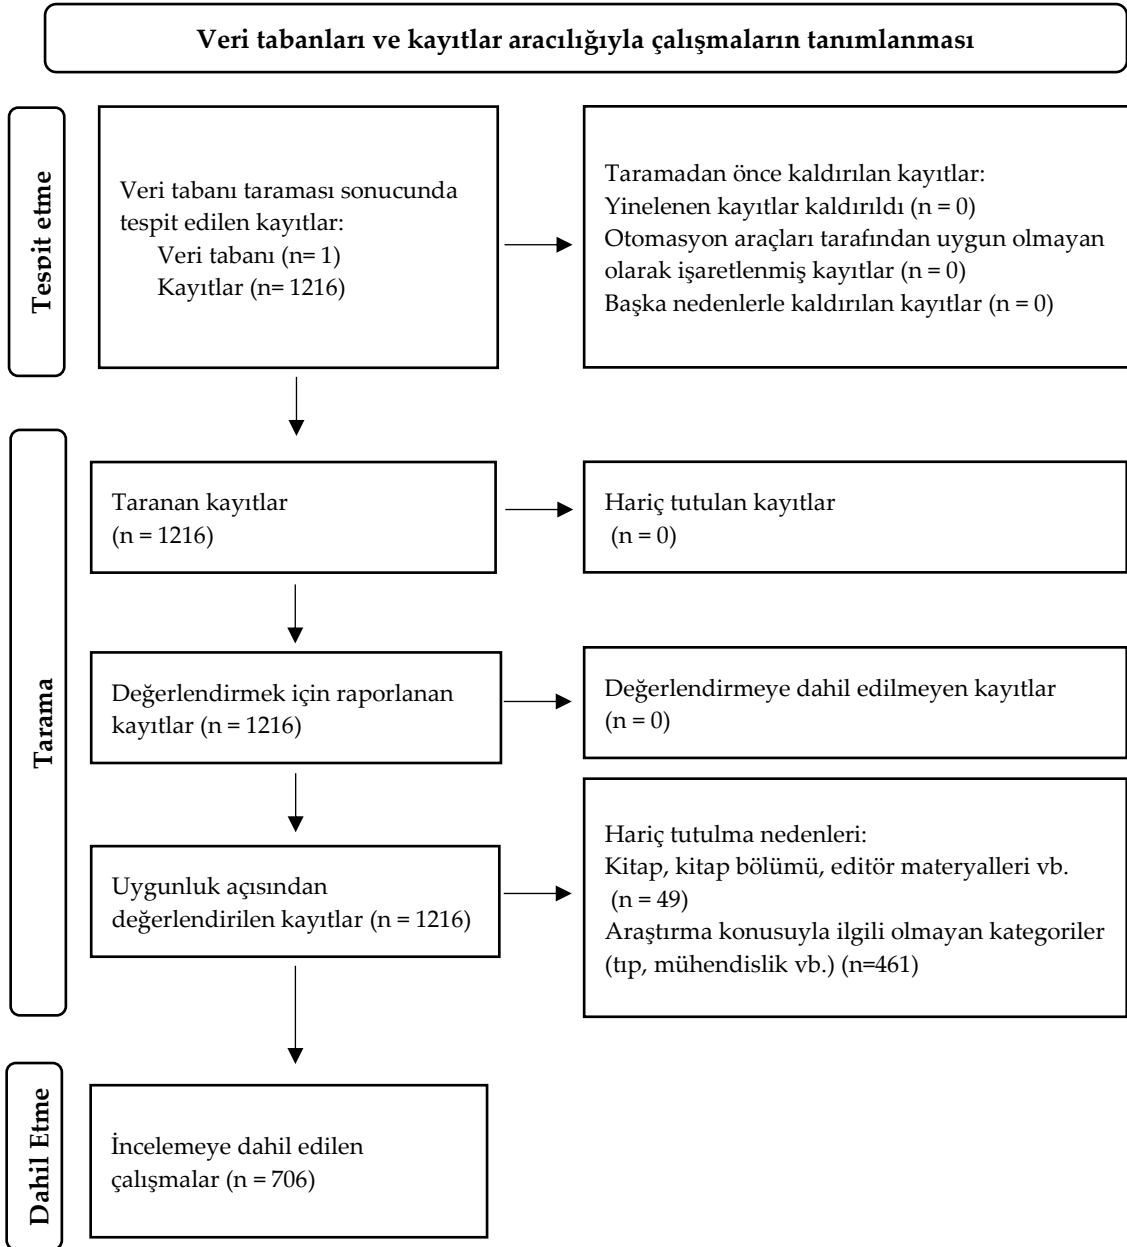 Veri tabanları ve kayıtlar aracılığıyla çalışmaların tanımlanması
Tespit etme
Veri tabanı taraması sonucunda
tespit edilen kayıtlar:
Veri tabanı (n= 1)
Kayıtlar (n= 1216)
Taramadan önce kaldırılan kayıtlar:
Yinelenen kayıtlar kaldırıldı (n = 0)
Otomasyon araçları tarafından uygun olmayan
olarak işaretlenmiş kayıtlar (n = 0)
Başka nedenlerle kaldırılan kayıtlar (n = 0)
Tarama
Taranan kayıtlar
(n = 1216)
Hariç tutulan kayıtlar
(n = 0)
Değerlendirmek için raporlanan
kayıtlar (n = 1216)
Değerlendirmeye dahil edilmeyen kayıtlar
(n = 0)
Uygunluk açısından
değerlendirilen kayıtlar (n = 1216)
Hariç tutulma nedenleri:
Kitap, kitap bölümü, editör materyalleri vb.
(n = 49)
Araştırma konusuyla ilgili olmayan kategoriler
(tıp, mühendislik vb.) (n=461)
Dahil Etme
İncelemeye dahil edilen
çalışmalar (n = 706)